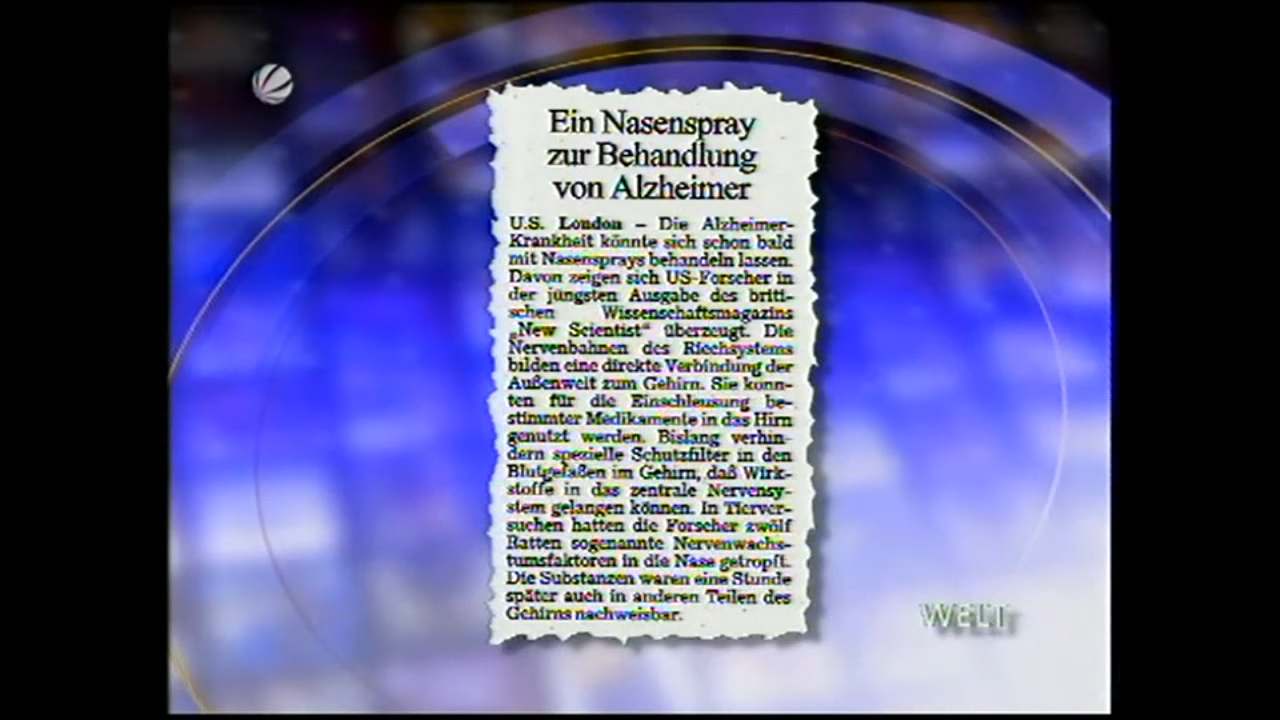 Ein Nasenspray
zur Behandlung
von Alzheimer
U.S. London – Die Alzheimer-
Krankheit könnte sich schon bald
mit Nasensprays behandeln lassen.
Davon zeigen sich US-Forscher in
der jüngsten Ausgabe des briti-
schen Wissenschaftsmagazins
„New Scientist“ überzeugt. Die
Nervenbahnen des Riechsystems
bilden eine direkte Verbindung der
Außenwelt zum Gehirn. Sie könn-
ten für die Einschleusung be-
stimmter Medikamente in das Hirn
genutzt werden. Bislang verhin-
dern spezielle Schutzfilter in den
Blutgefäßen im Gehirn, daß Wirk-
stoffe in das zentrale Nervensy-
stem gelangen können. In Tierver-
suchen hatten die Forscher zwölf
Ratten sogenannte Nervenwachs-
tumsfaktoren in die Nase getropft.
Die Substanzen waren eine Stunde
später auch in anderen Teilen des
Gehirns nachweisbar.
WELT